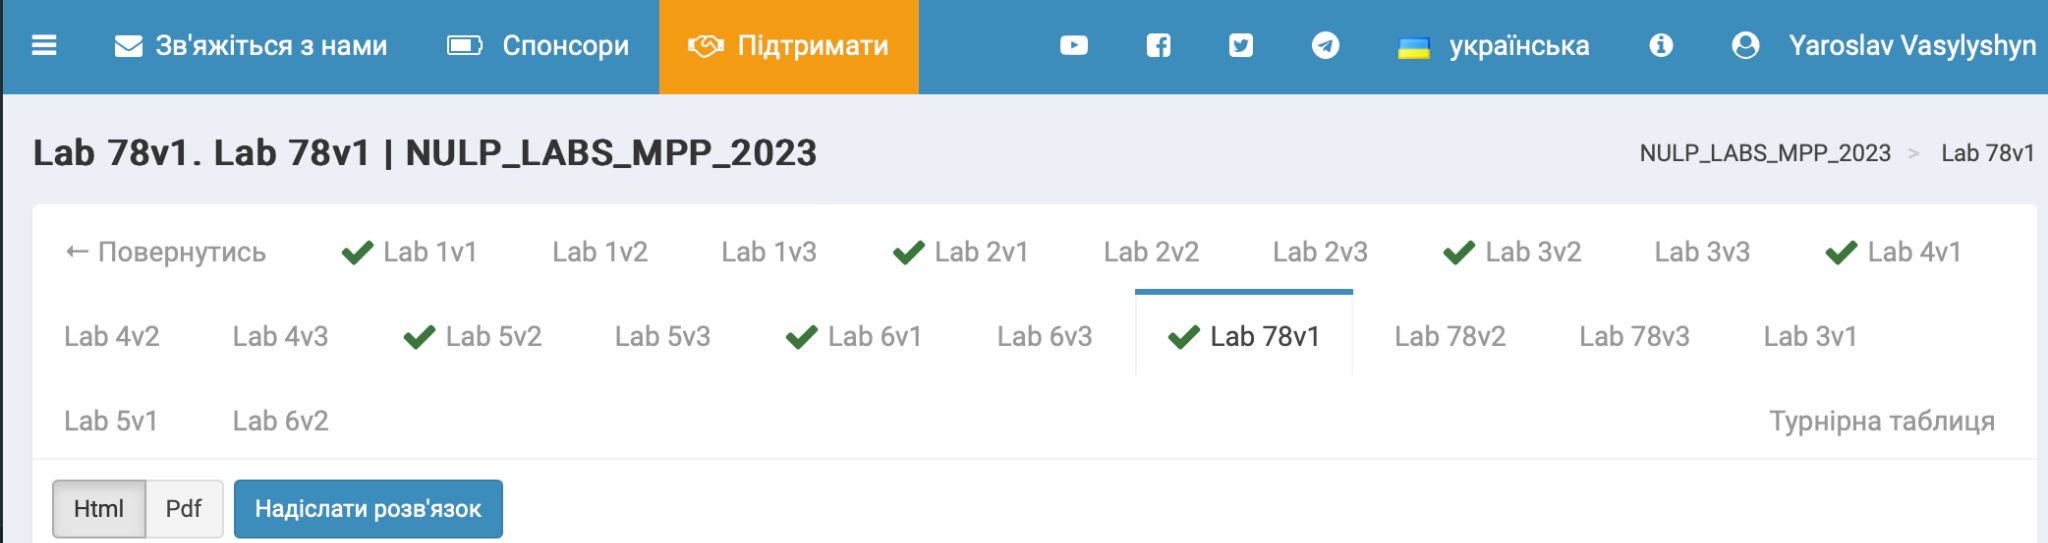 Зв'яжіться з нами Спонсори Підтримати українська Yaroslav Vasylyshyn
Lab 78v1. Lab 78v1 | NULP_LABS_MPP_2023 NULP_LABS_MPP_2023 > Lab 78v1
← Повернутись Lab 1v1 Lab 1v2 Lab 1v3 Lab 2v1 Lab 2v2 Lab 2v3 Lab 3v2 Lab 3v3 Lab 4v1
Lab 4v2 Lab 4v3 Lab 5v2 Lab 5v3 Lab 6v1 Lab 6v3 Lab 78v1 Lab 78v2 Lab 78v3 Lab 3v1
Lab 5v1 Lab 6v2 Турнірна таблиця
Html Pdf Надіслати розв'язок